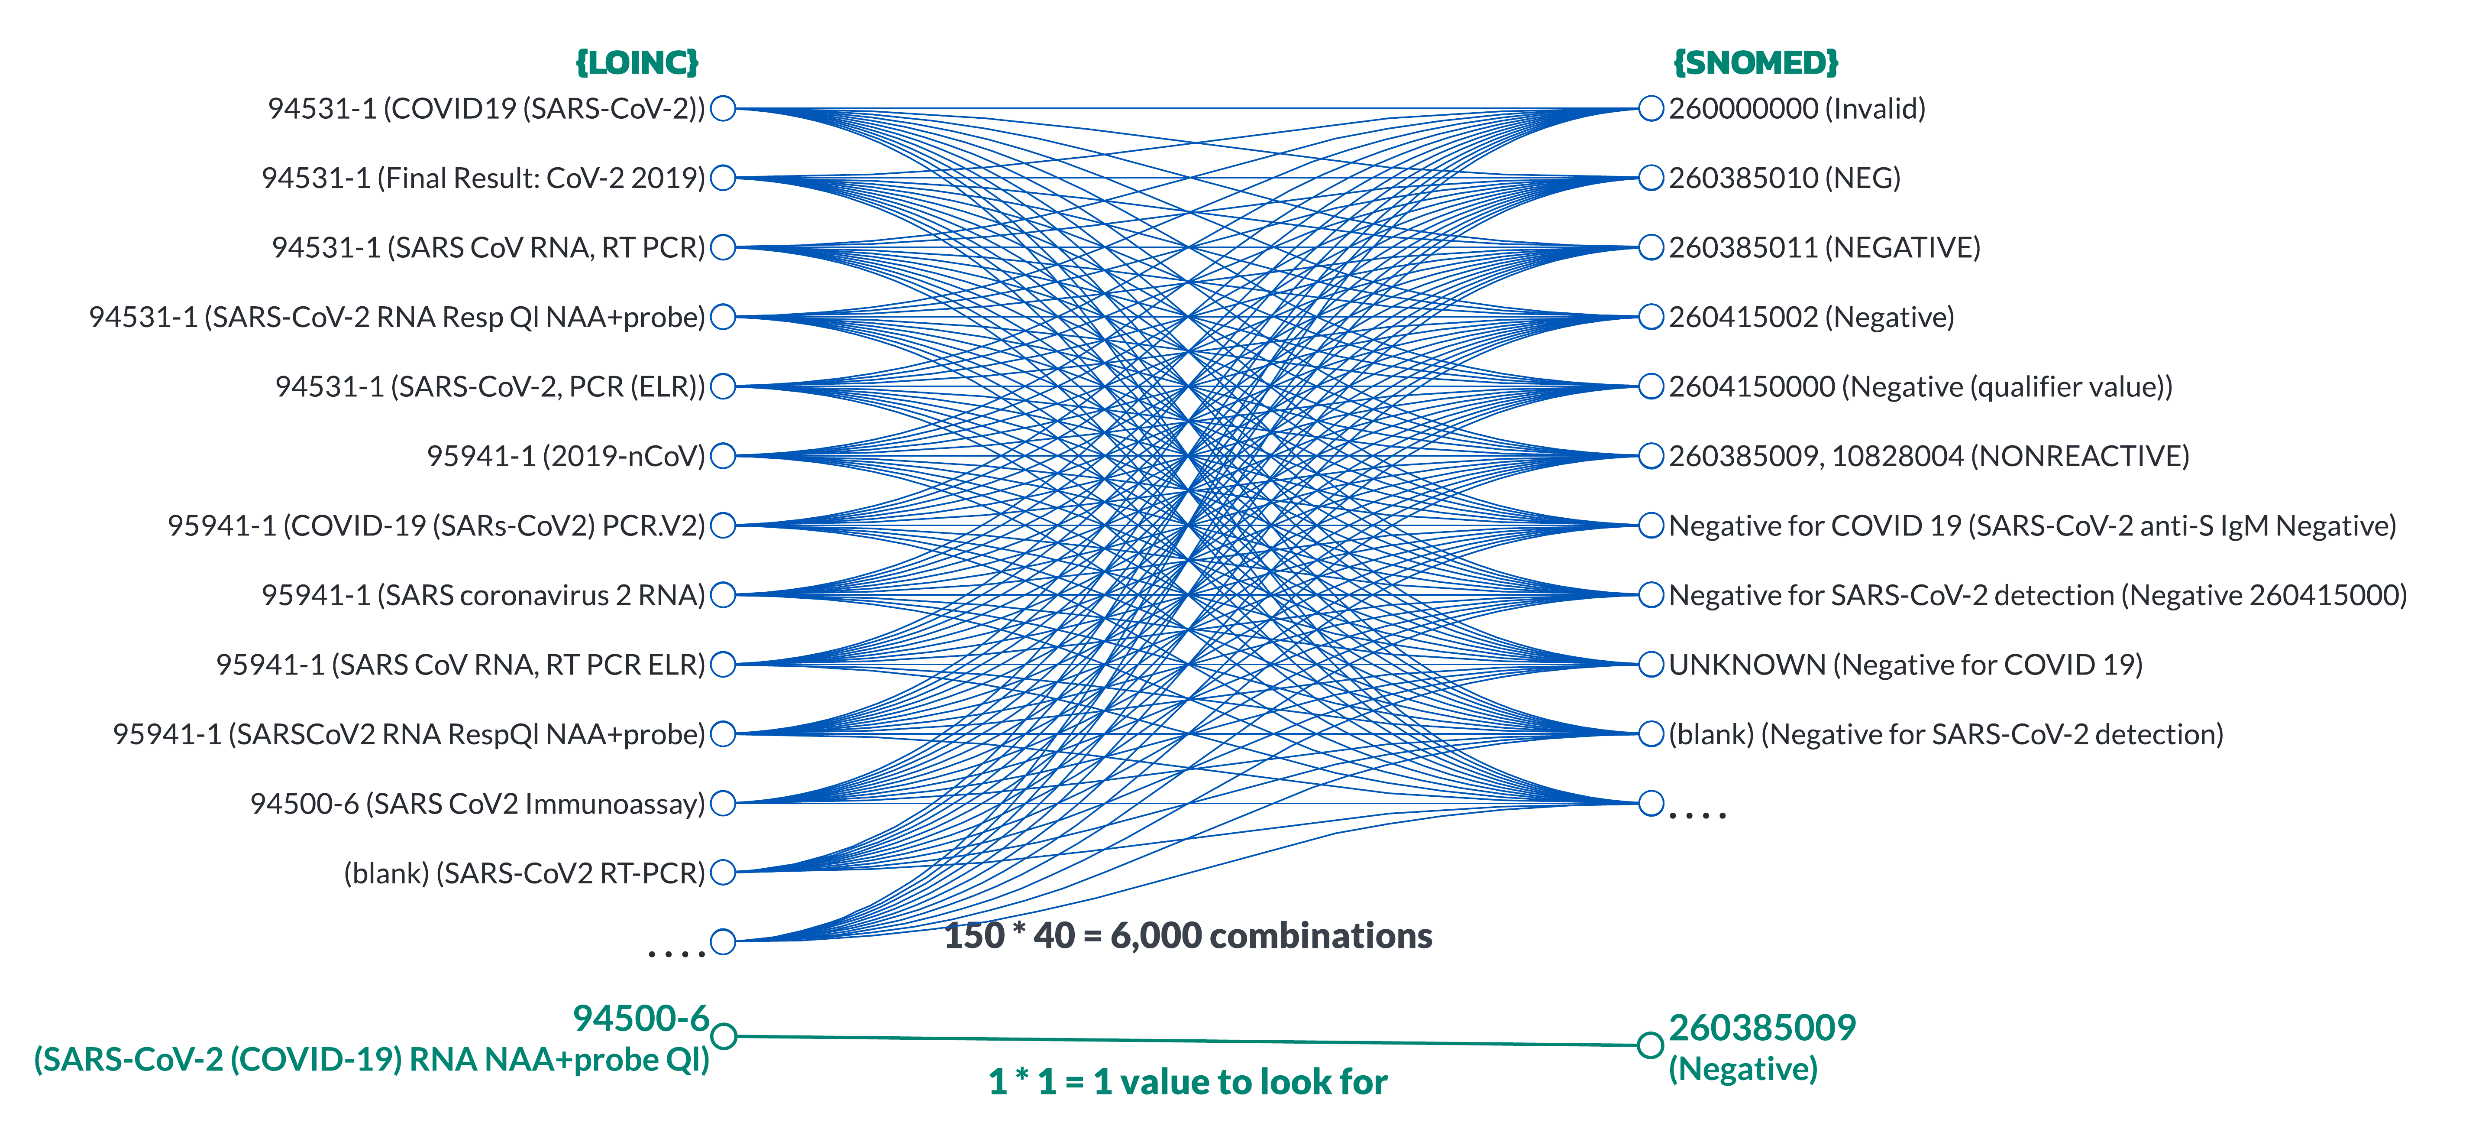 {LOINC}
94531-1 (COVID19 (SARS-CoV-2))
94531-1 (Final Result: CoV-2 2019)
94531-1 (SARS CoV RNA, RT PCR)
94531-1 (SARS-CoV-2 RNA Resp Ql NAA+probe)
94531-1 (SARS-CoV-2, PCR (ELR))
95941-1 (2019-nCoV)
95941-1 (COVID-19 (SARs-CoV2) PCR.V2)
95941-1 (SARS coronavirus 2 RNA)
95941-1 (SARS CoV RNA, RT PCR ELR)
95941-1 (SARSCoV2 RNA RespQl NAA+probe)
94500-6 (SARS CoV2 Immunoassay)
(blank) (SARS-CoV2 RT-PCR)
....
{SNOMED}
260000000 (Invalid)
260385010 (NEG)
260385011 (NEGATIVE)
260415002 (Negative)
2604150000 (Negative (qualifier value))
260385009, 10828004 (NONREACTIVE)
Negative for COVID 19 (SARS-CoV-2 anti-S IgM Negative)
Negative for SARS-CoV-2 detection (Negative 260415000)
UNKNOWN (Negative for COVID 19)
(blank) (Negative for SARS-CoV-2 detection)
....
150 * 40 = 6,000 combinations
94500-6
(SARS-CoV-2 (COVID-19) RNA NAA+probe Ql)
260385009
(Negative)
1 * 1 = 1 value to look for